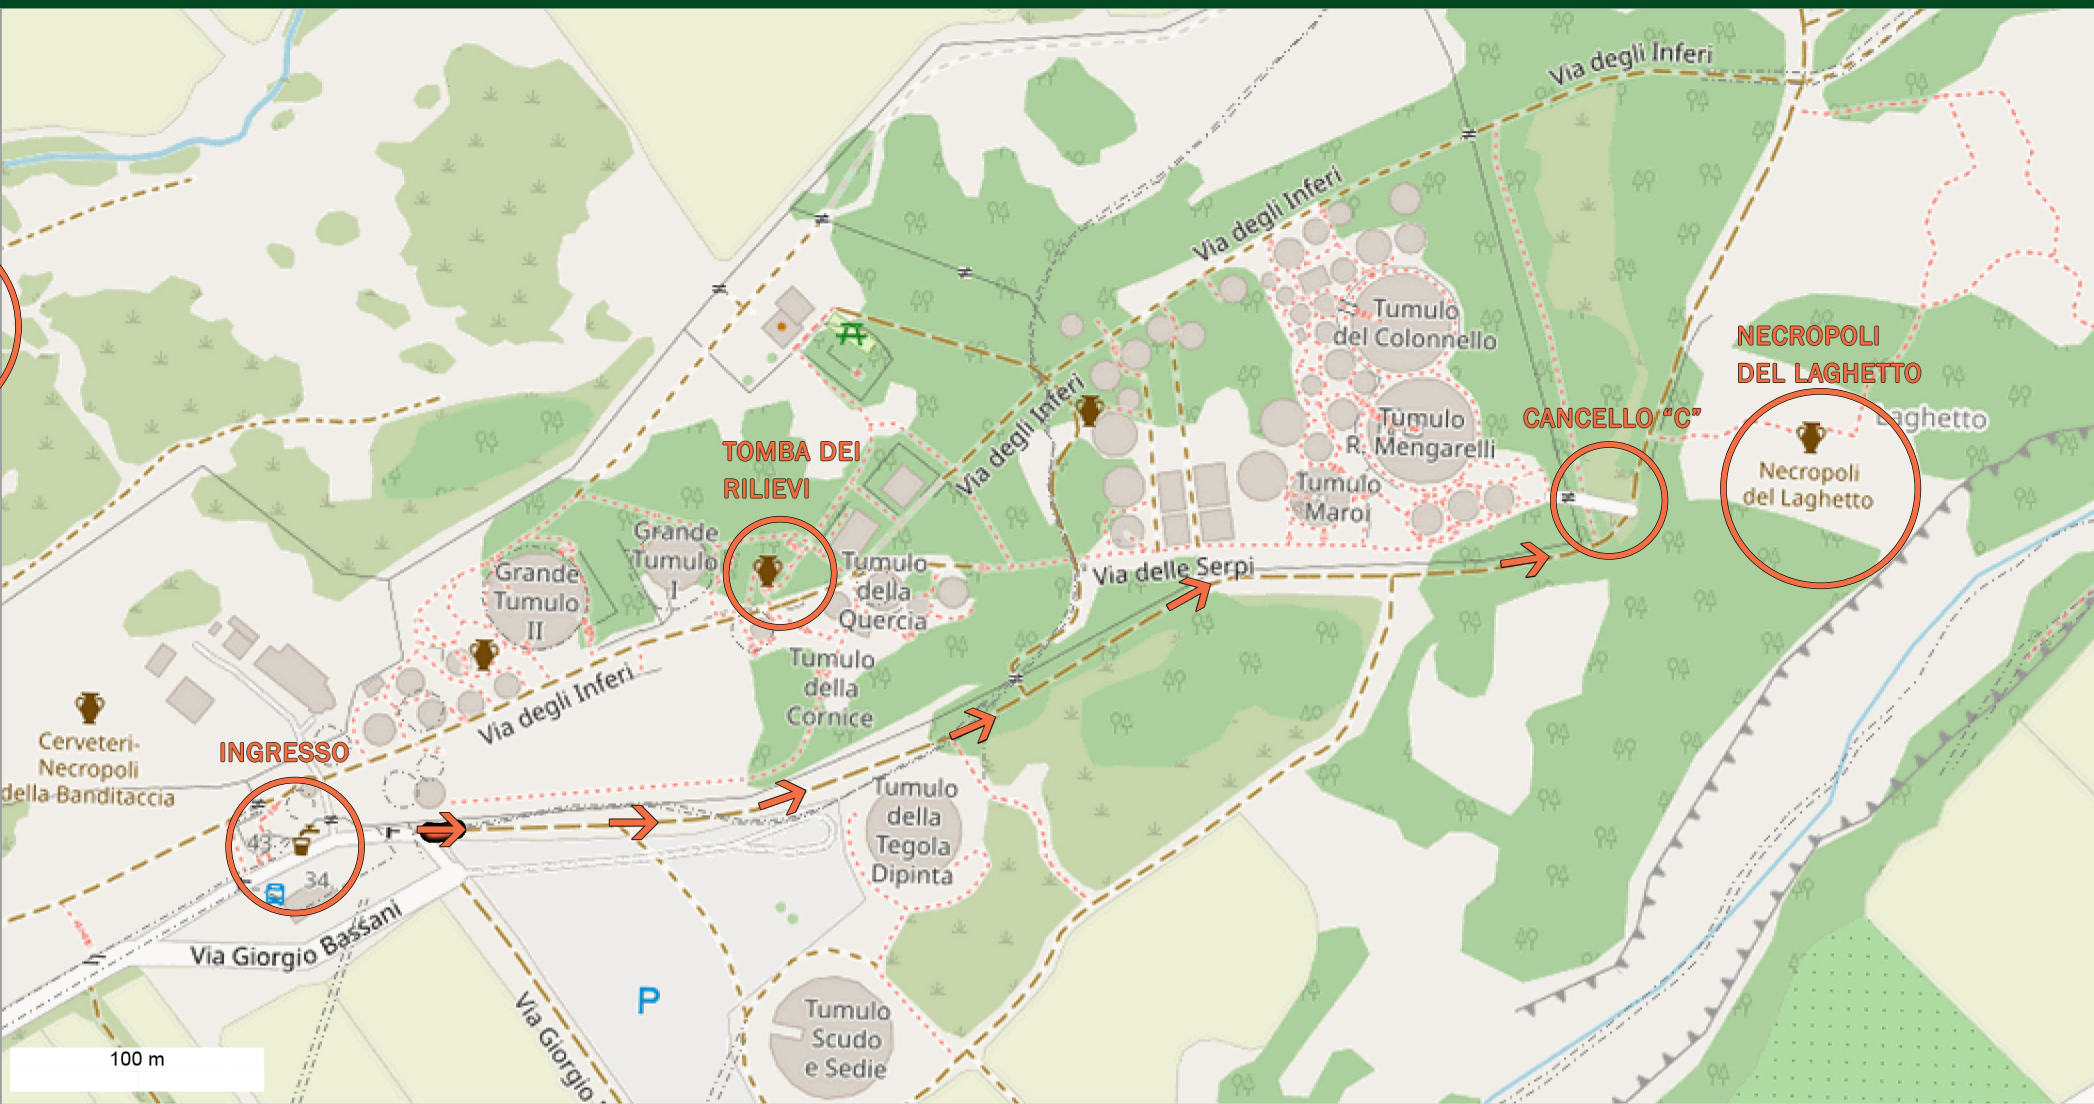 Via degli Inferi
Via degli Inferi
Tumulo
del Colonnello
NECROPOLI
DEL LAGHETTO
Via degli Inferi
CANCELLO “C”
Laghetto
TOMBA DEI
RILIEVI
Tumulo
R. Mengarelli
Necropoli
del Laghetto
Tumulo
Maroi
Grande
Tumulo
I
Grande
Tumulo
II
Tumulo
della
Quercia
Via delle Serpi
Tumulo
della
Cornice
Via degli Inferi
Cerveteri-
Necropoli
della Banditaccia
INGRESSO
43
34
Tumulo
della
Tegola
Dipinta
Via Giorgio Bassani
P
Via Giorgio
Tumulo
Scudo
e Sedie
100 m